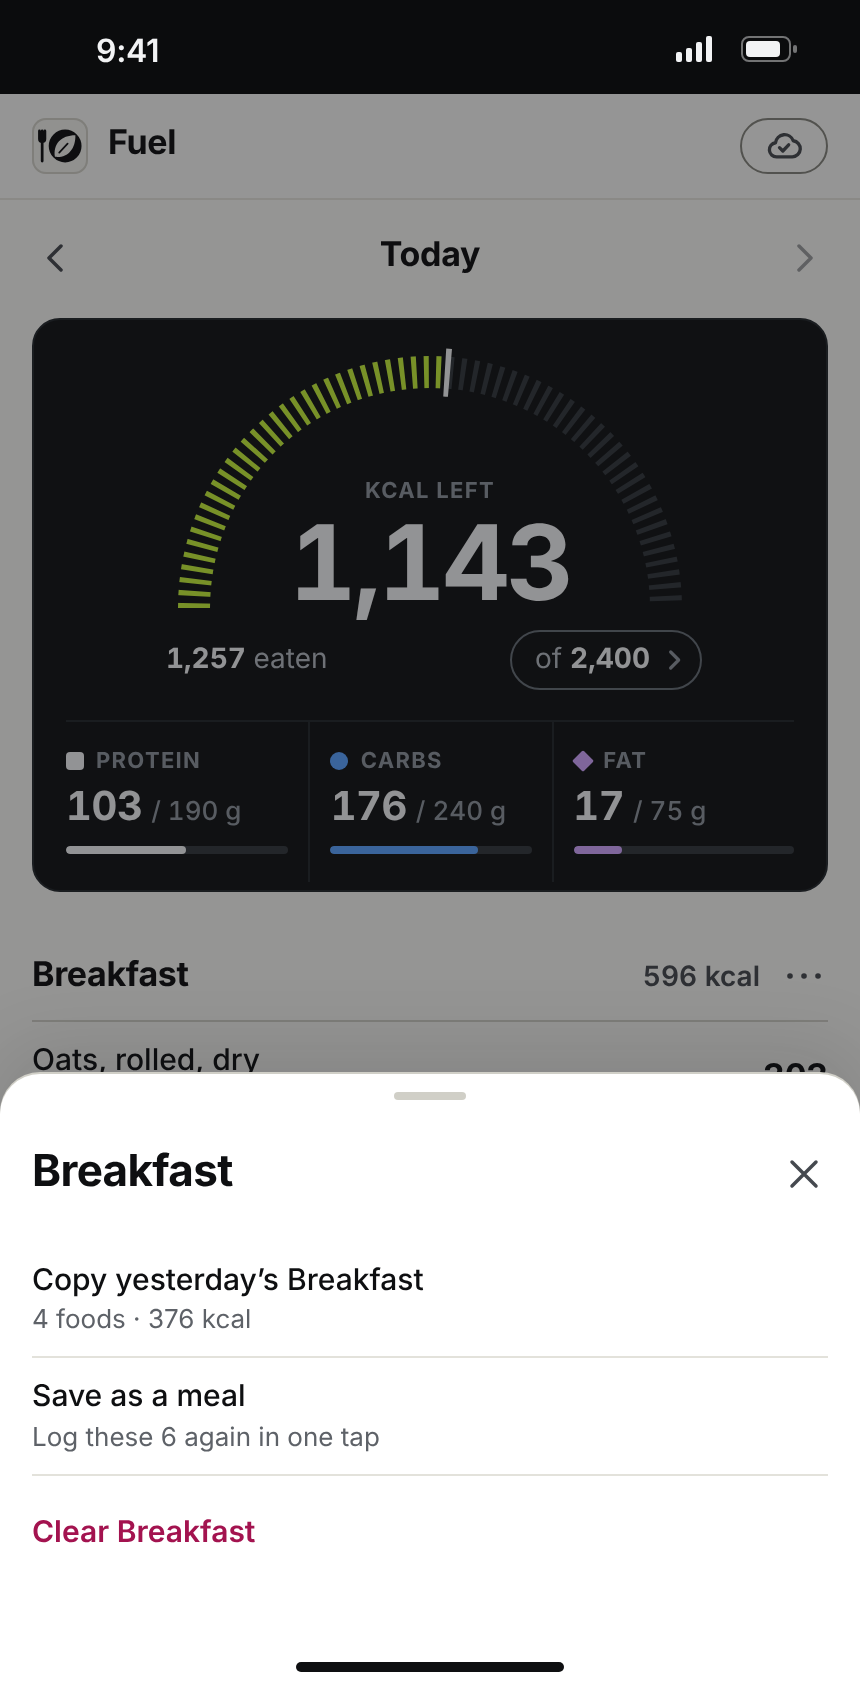 9:41
Fuel
Today
KCAL LEFT
1,143
1,257 eaten
of 2,400
PROTEIN
103 / 190 g
CARBS
176 / 240 g
FAT
17 / 75 g
Breakfast
596 kcal
Oats, rolled, dry
Breakfast
Copy yesterday’s Breakfast
4 foods · 376 kcal
Save as a meal
Log these 6 again in one tap
Clear Breakfast